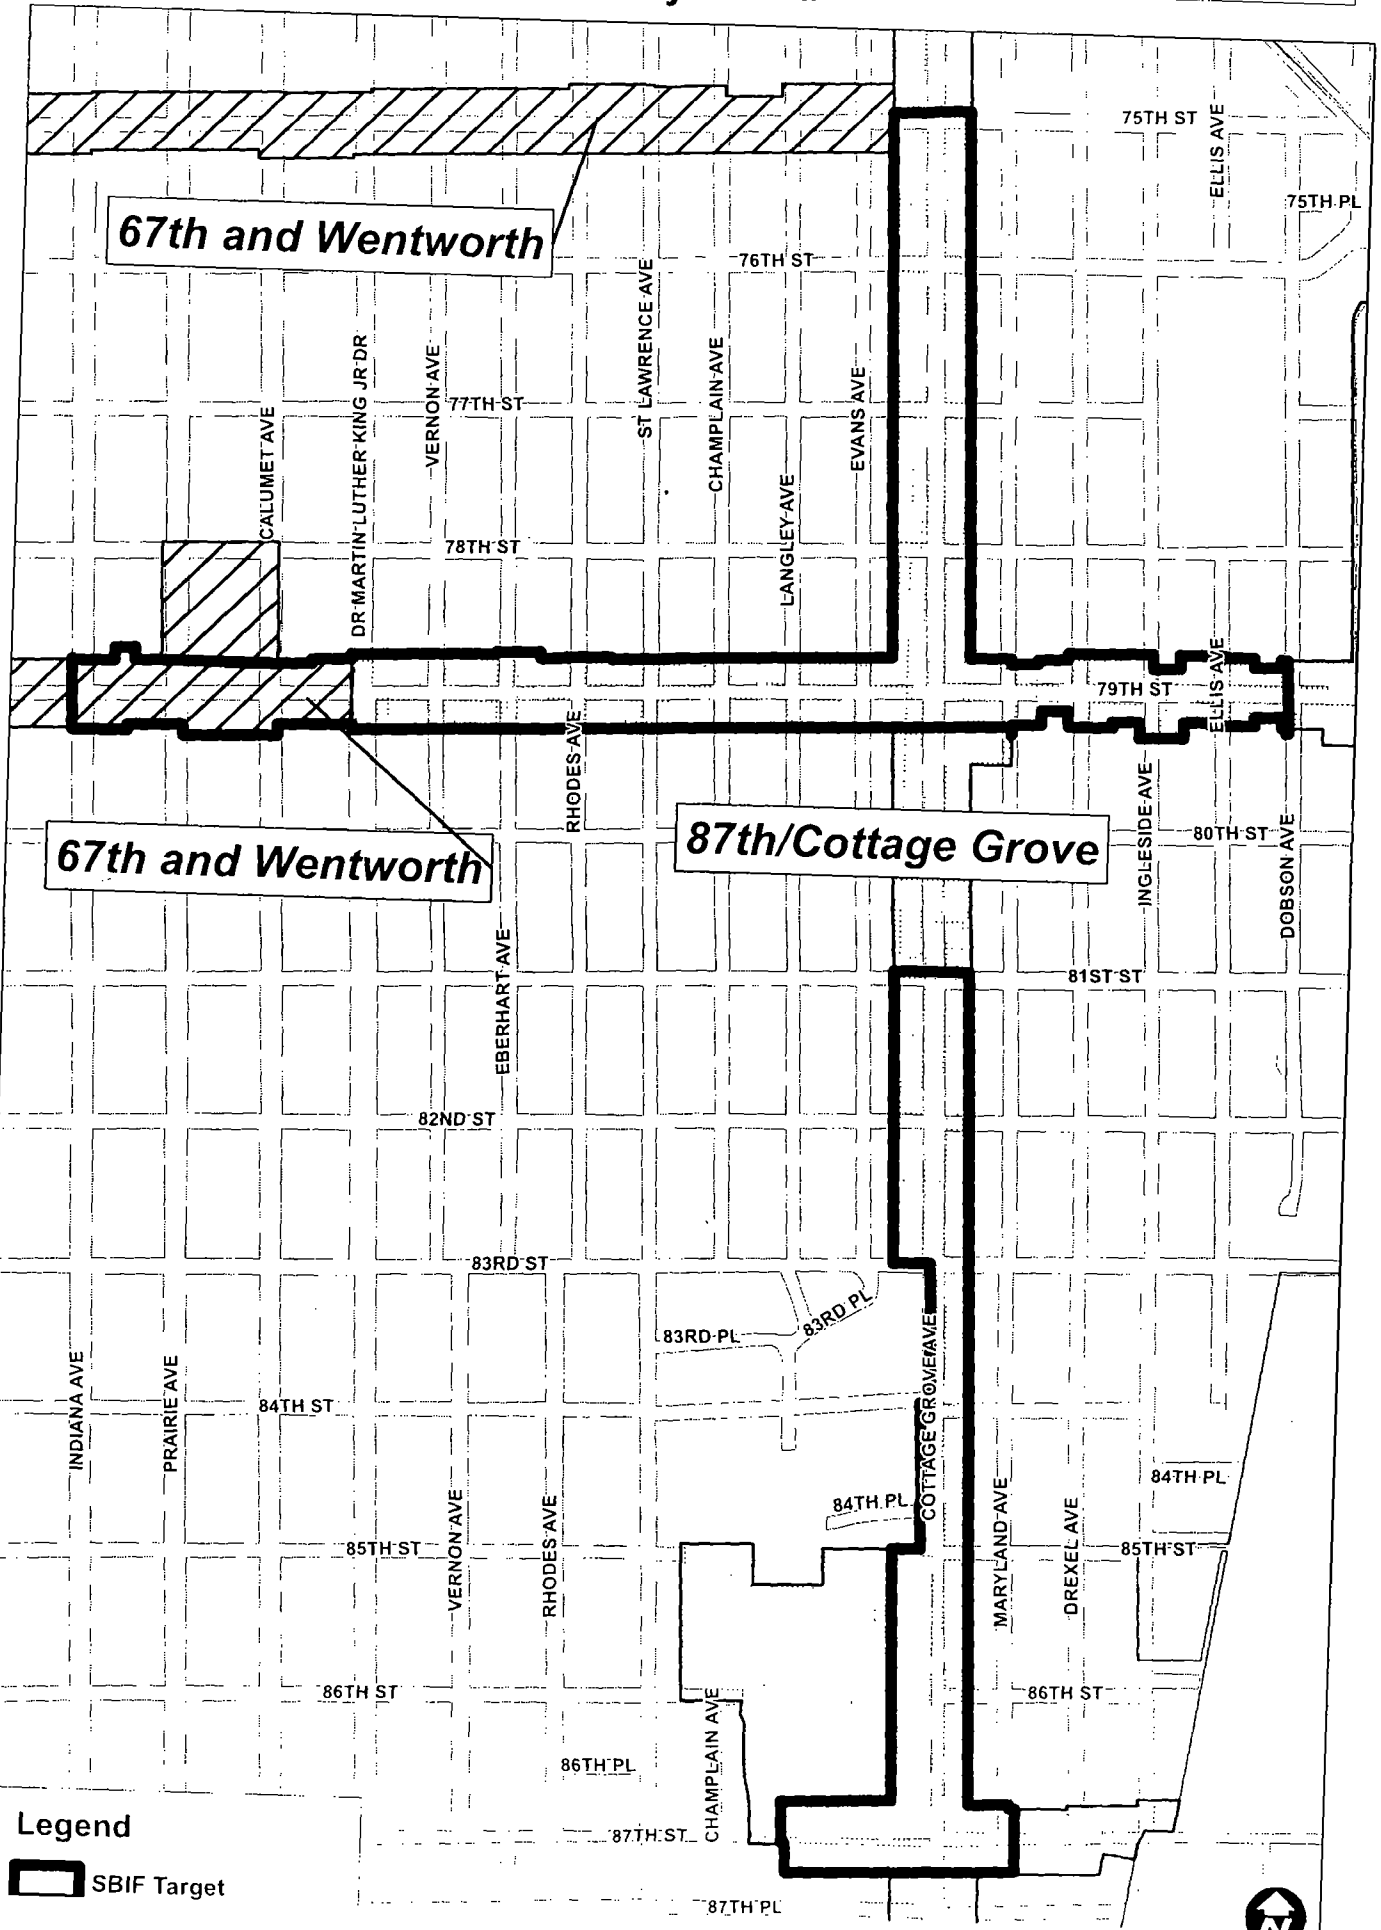 75TH ST
ELLIS AVE
75TH PL
67th and Wentworth
76TH ST
ST LAWRENCE AVE
CHAMPLAIN AVE
DR MARTIN LUTHER KING JR DR
VERNON AVE
EVANS AVE
77TH ST
CALUMET AVE
LANGLEY AVE
78TH ST
ELLIS AVE
79TH ST
RHODES AVE
INGLESIDE AVE
67th and Wentworth
87th/Cottage Grove
80TH ST
DOBSON AVE
EBERHART AVE
81ST ST
82ND ST
83RD ST
83RD PL
83RD PL
COTTAGE GROVE AVE
INDIANA AVE
PRAIRIE AVE
84TH ST
84TH PL
84TH PL
VERNON AVE
RHODES AVE
MARYLAND AVE
DREXEL AVE
85TH ST
85TH ST
86TH ST
86TH ST
CHAMPLAIN AVE
86TH PL
Legend
87TH ST
SBIF Target
87TH PL
N